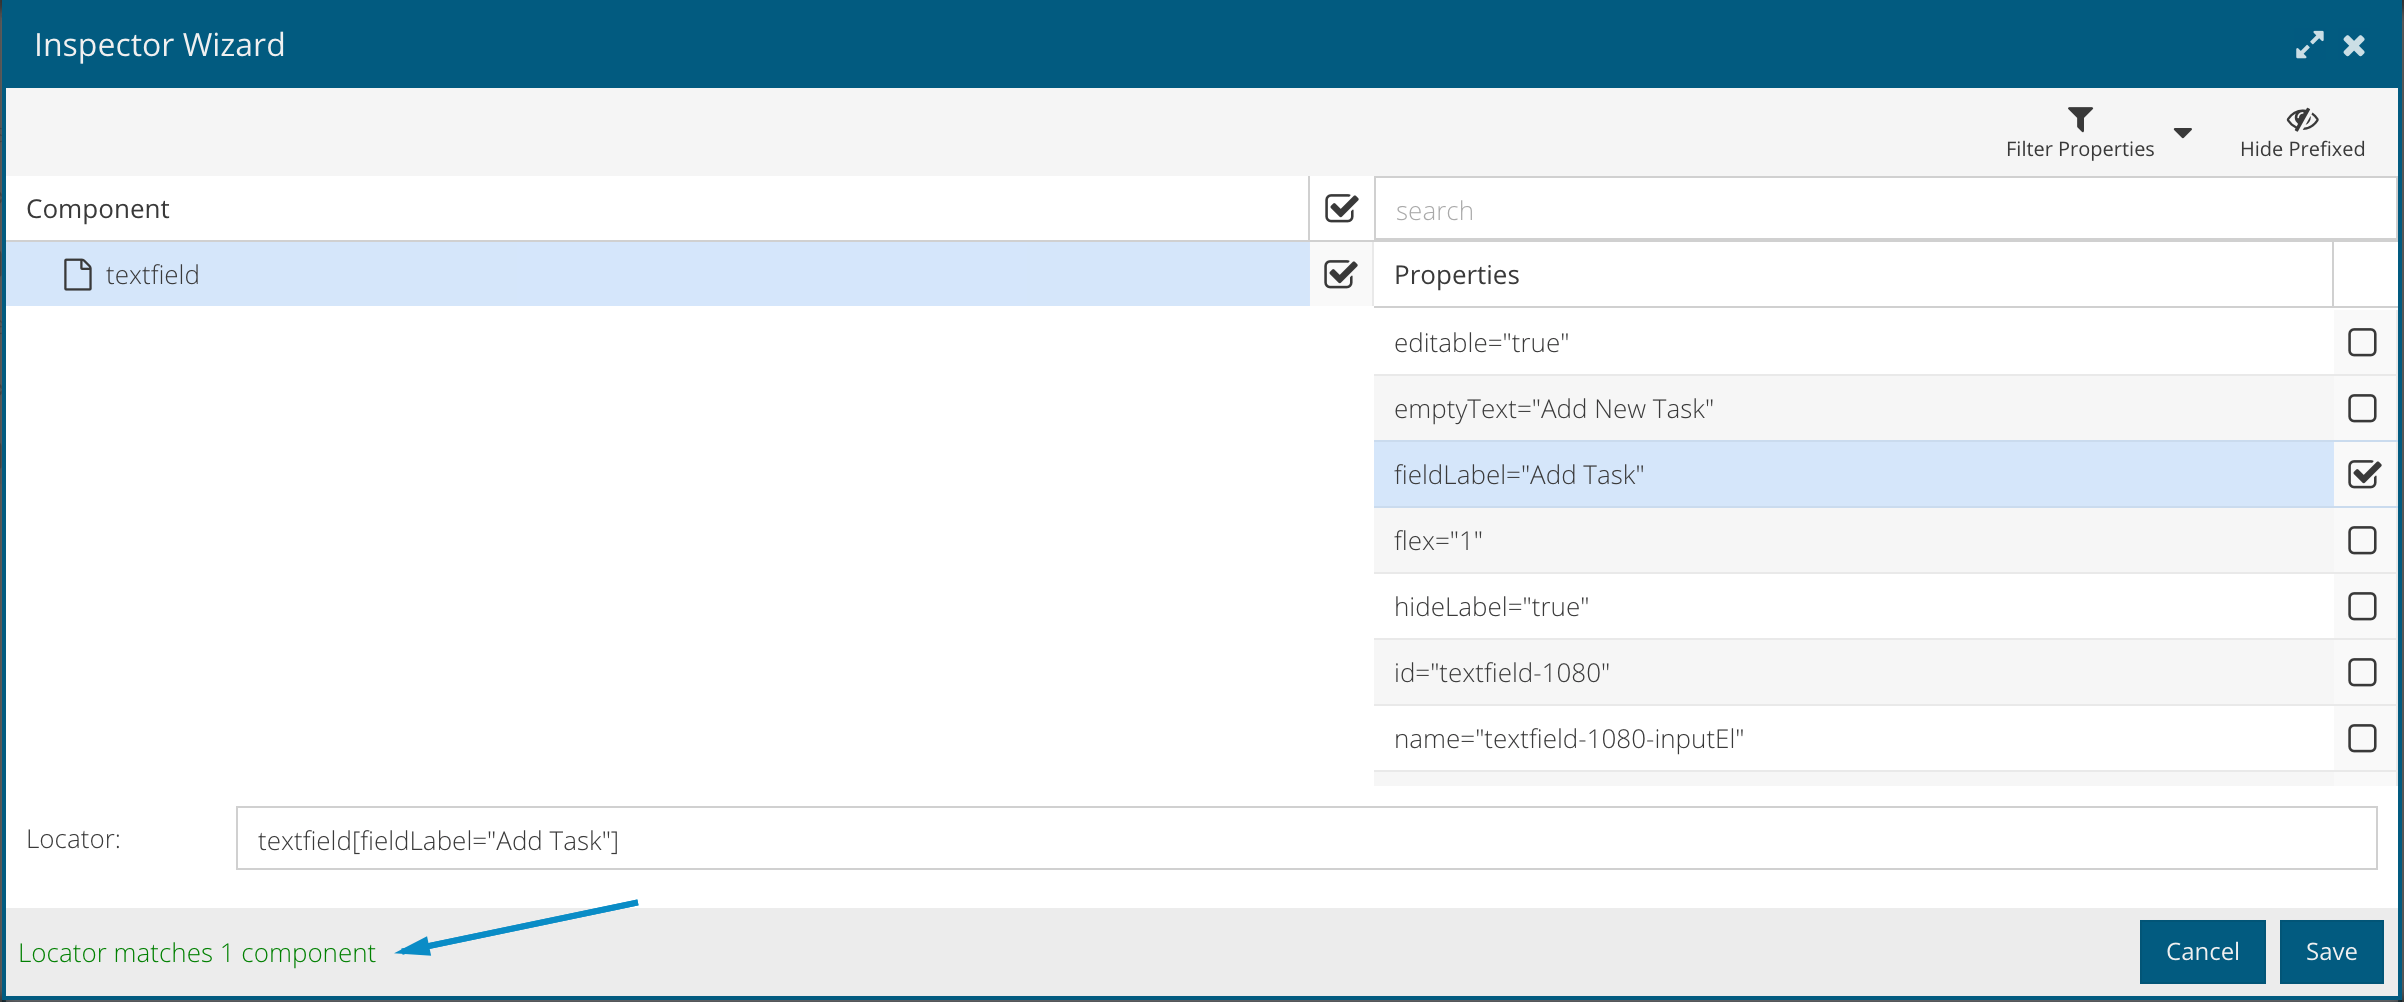 Inspector Wizard
Filter Properties
Hide Prefixed
Component
search
textfield
Properties
editable="true"
emptyText="Add New Task"
fieldLabel="Add Task"
flex="1"
hideLabel="true"
id="textfield-1080"
name="textfield-1080-inputEl"
Locator:
textfield[fieldLabel="Add Task"]
Locator matches 1 component
Cancel
Save